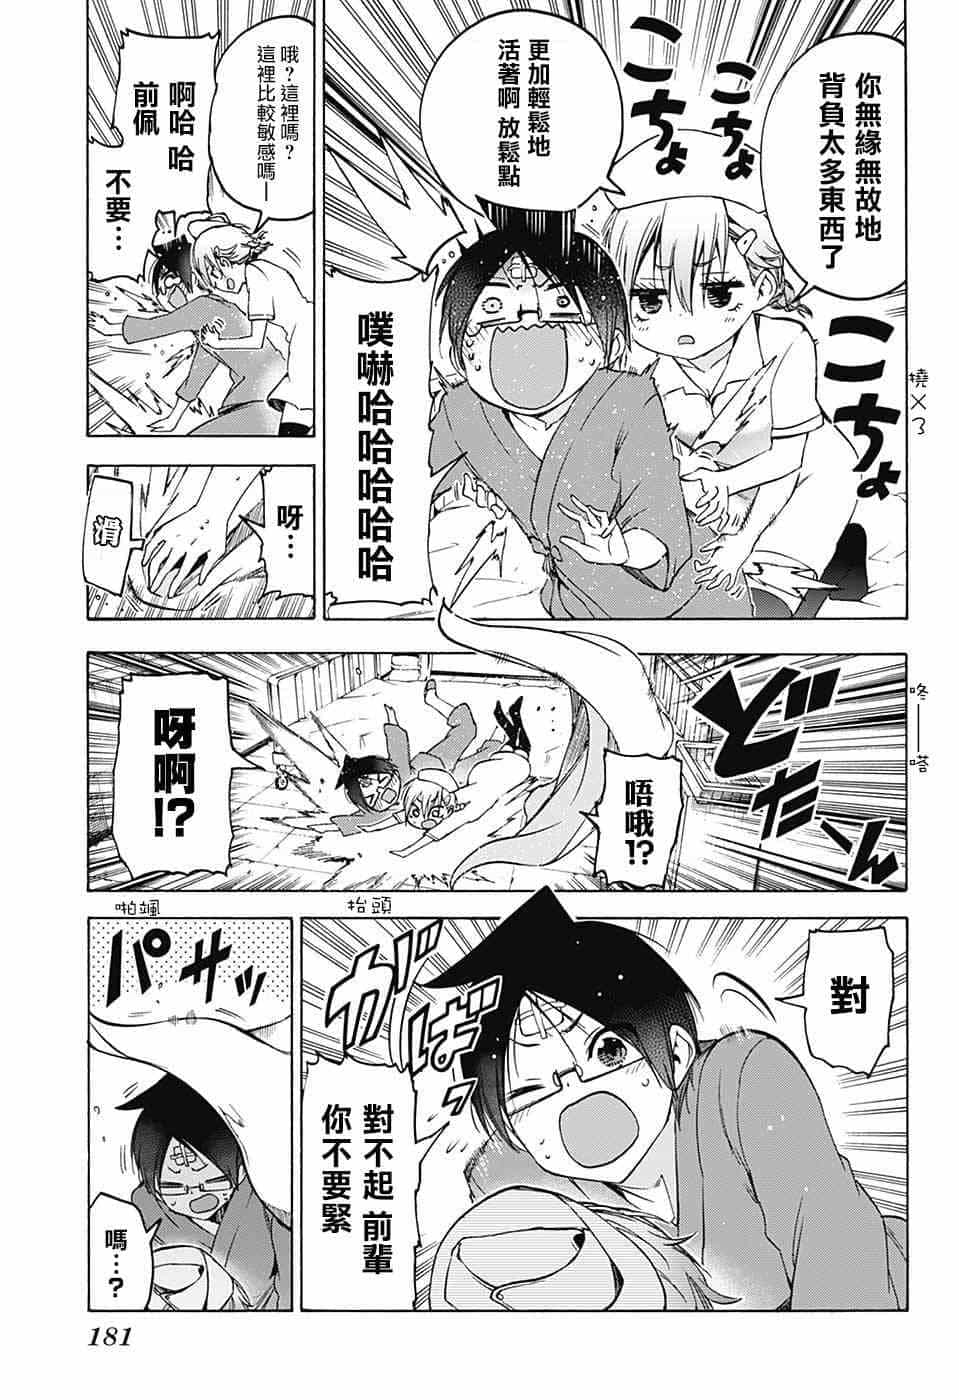 你無緣無故地
背負太多東西了
こちょ
こちょ
こちょ
撓×3
更加輕鬆地
活著啊 放鬆點
噗嚇哈哈哈哈哈哈
哦?這裡嗎?
這裡比較敏感嗎—
啊哈 哈
前佩
不要…
呀…
滑
どたーん
咚——嗒
唔哦!?
呀啊!?
對
ガばっ
抬頭
對不起 前輩
你不要緊
パサッ
啪颯
嗎…?
181